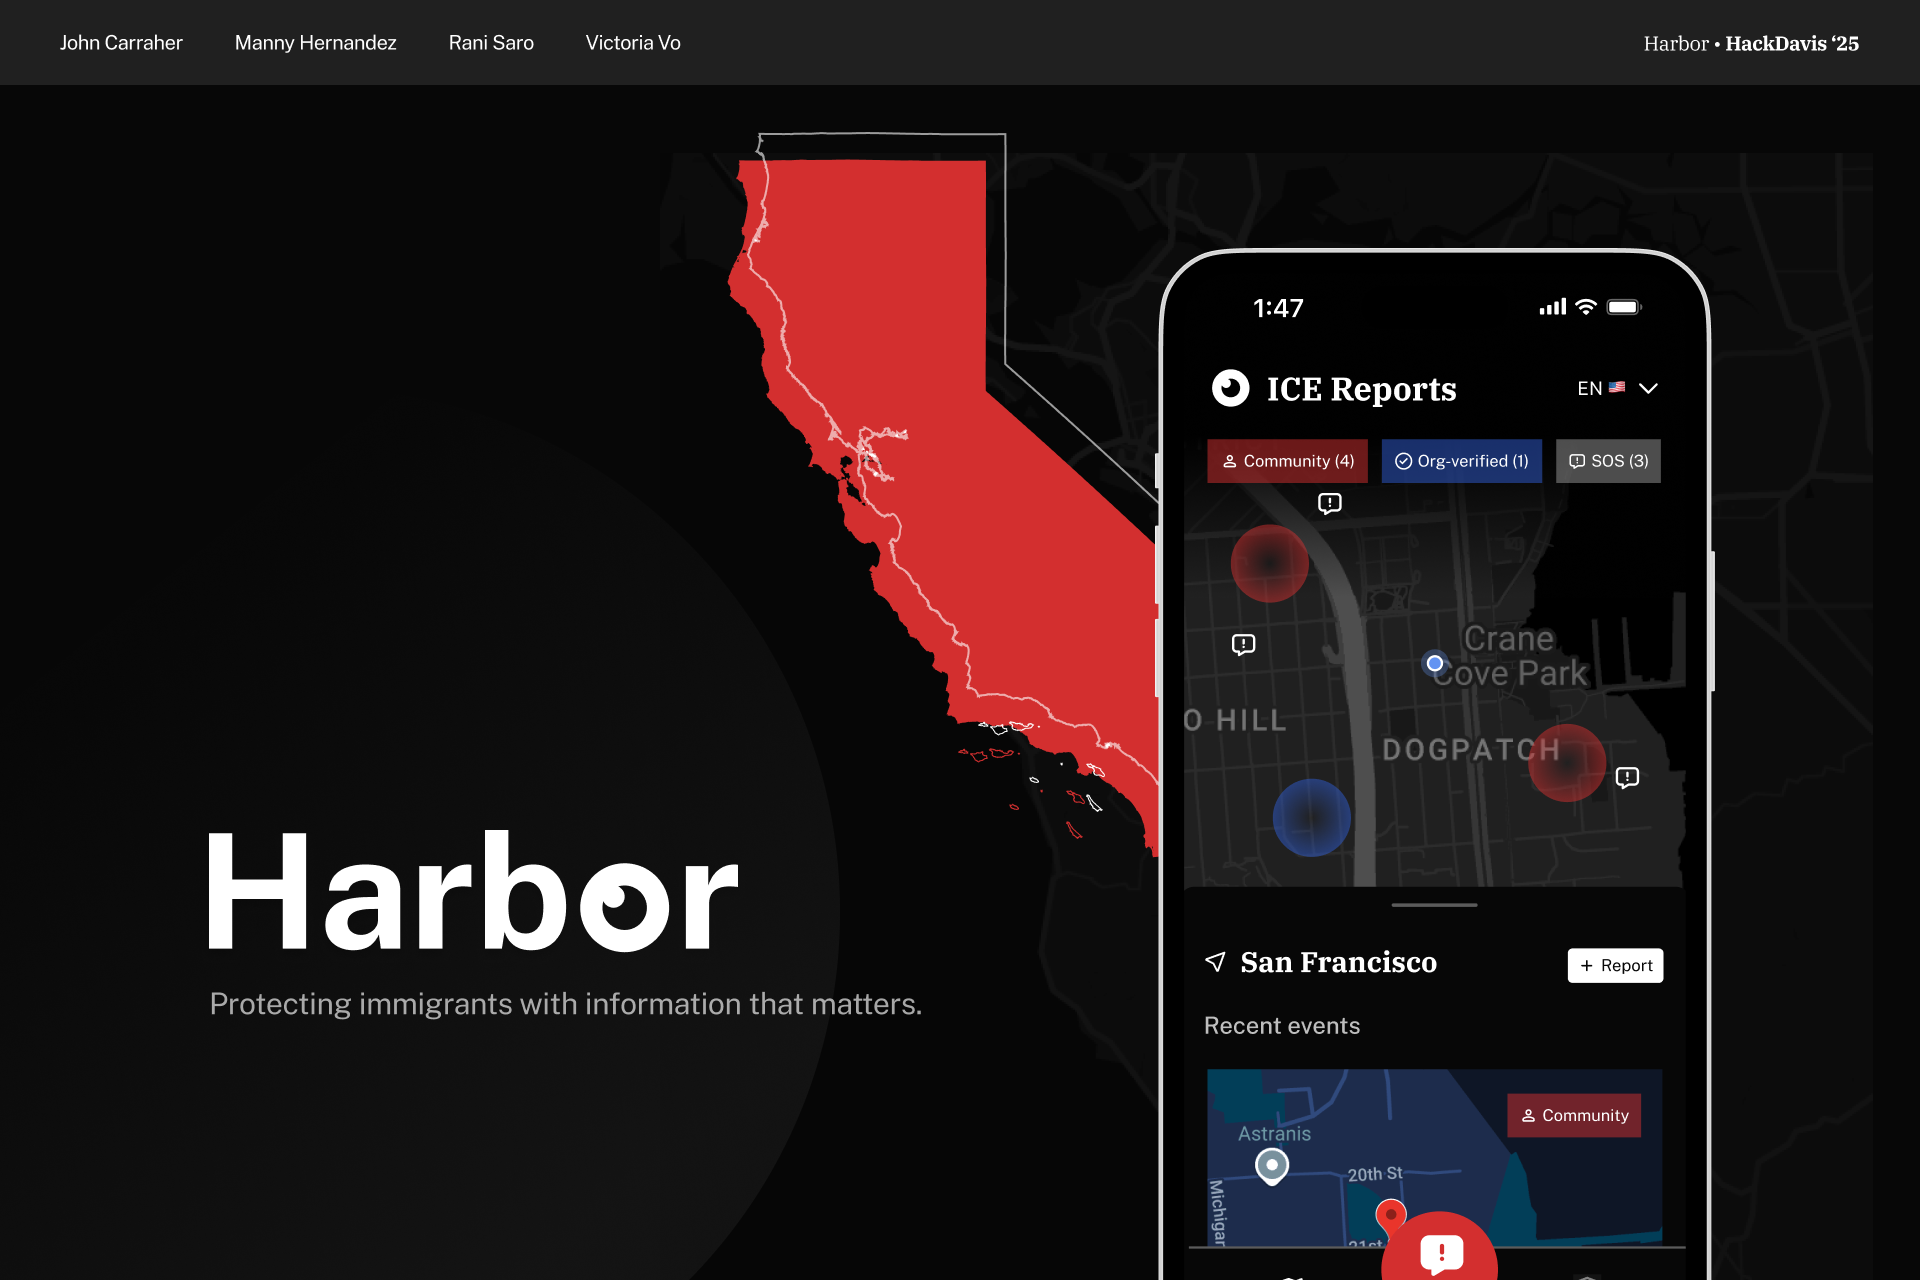 John Carraher
Manny Hernandez
Rani Saro
Victoria Vo
Harbor • HackDavis ‘25
1:47
ICE Reports
EN
Community (4)
Org-verified (1)
SOS (3)
Crane
Cove Park
O HILL
DOGPATCH
Harbor
Protecting immigrants with information that matters.
San Francisco
+ Report
Recent events
Community
Astranis
20th St
Michigan
21st